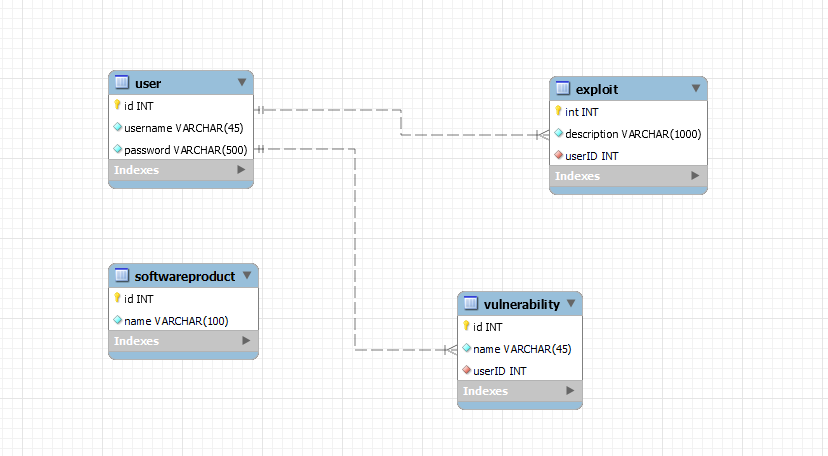 user
id INT
username VARCHAR(45)
password VARCHAR(500)
Indexes
exploit
int INT
description VARCHAR(1000)
userID INT
Indexes
softwareproduct
id INT
name VARCHAR(100)
Indexes
vulnerability
id INT
name VARCHAR(45)
userID INT
Indexes